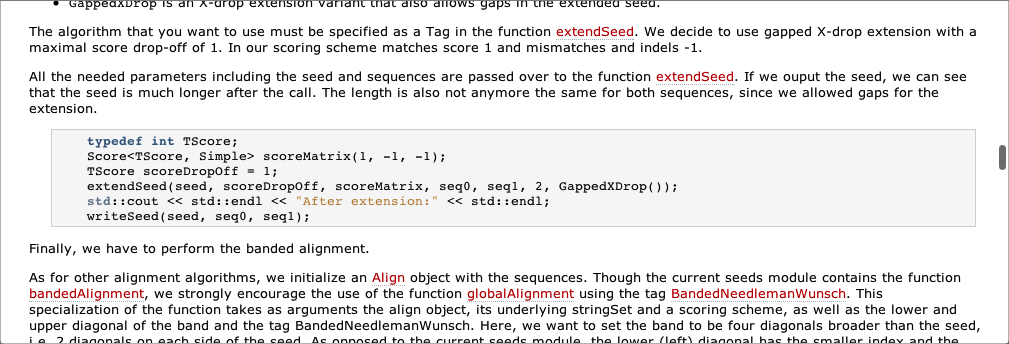 • GappedXDrop is an X-drop extension variant that also allows gaps in the extended seed.
The algorithm that you want to use must be specified as a Tag in the function extendSeed. We decide to use gapped X-drop extension with a
maximal score drop-off of 1. In our scoring scheme matches score 1 and mismatches and indels -1.
All the needed parameters including the seed and sequences are passed over to the function extendSeed. If we ouput the seed, we can see
that the seed is much longer after the call. The length is also not anymore the same for both sequences, since we allowed gaps for the
extension.
typedef int TScore;
Score<TScore, Simple> scoreMatrix(1, -1, -1);
TScore scoreDropOff = 1;
extendSeed(seed, scoreDropOff, scoreMatrix, seq0, seq1, 2, GappedXDrop());
std::cout << std::endl << "After extension:" << std::endl;
writeSeed(seed, seq0, seq1);
Finally, we have to perform the banded alignment.
As for other alignment algorithms, we initialize an Align object with the sequences. Though the current seeds module contains the function
bandedAlignment, we strongly encourage the use of the function globalAlignment using the tag BandedNeedlemanWunsch. This
specialization of the function takes as arguments the align object, its underlying stringSet and a scoring scheme, as well as the lower and
upper diagonal of the band and the tag BandedNeedlemanWunsch. Here, we want to set the band to be four diagonals broader than the seed,
i.e. 2 diagonals on each side of the seed. As opposed to the current seeds module, the lower (left) diagonal has the smaller index and the